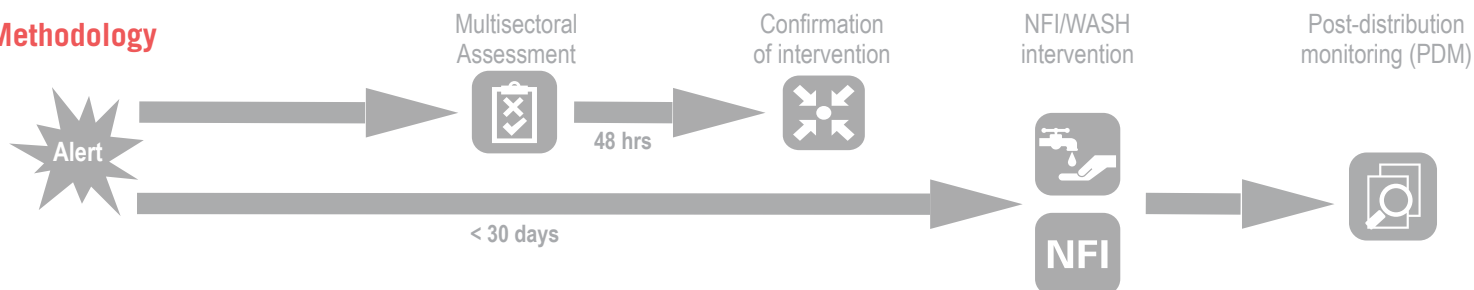 Methodology
Multisectoral
Assessment
Confirmation
of intervention
NFI/WASH
intervention
Post-distribution
monitoring (PDM)
Alert
48 hrs
< 30 days
NFI